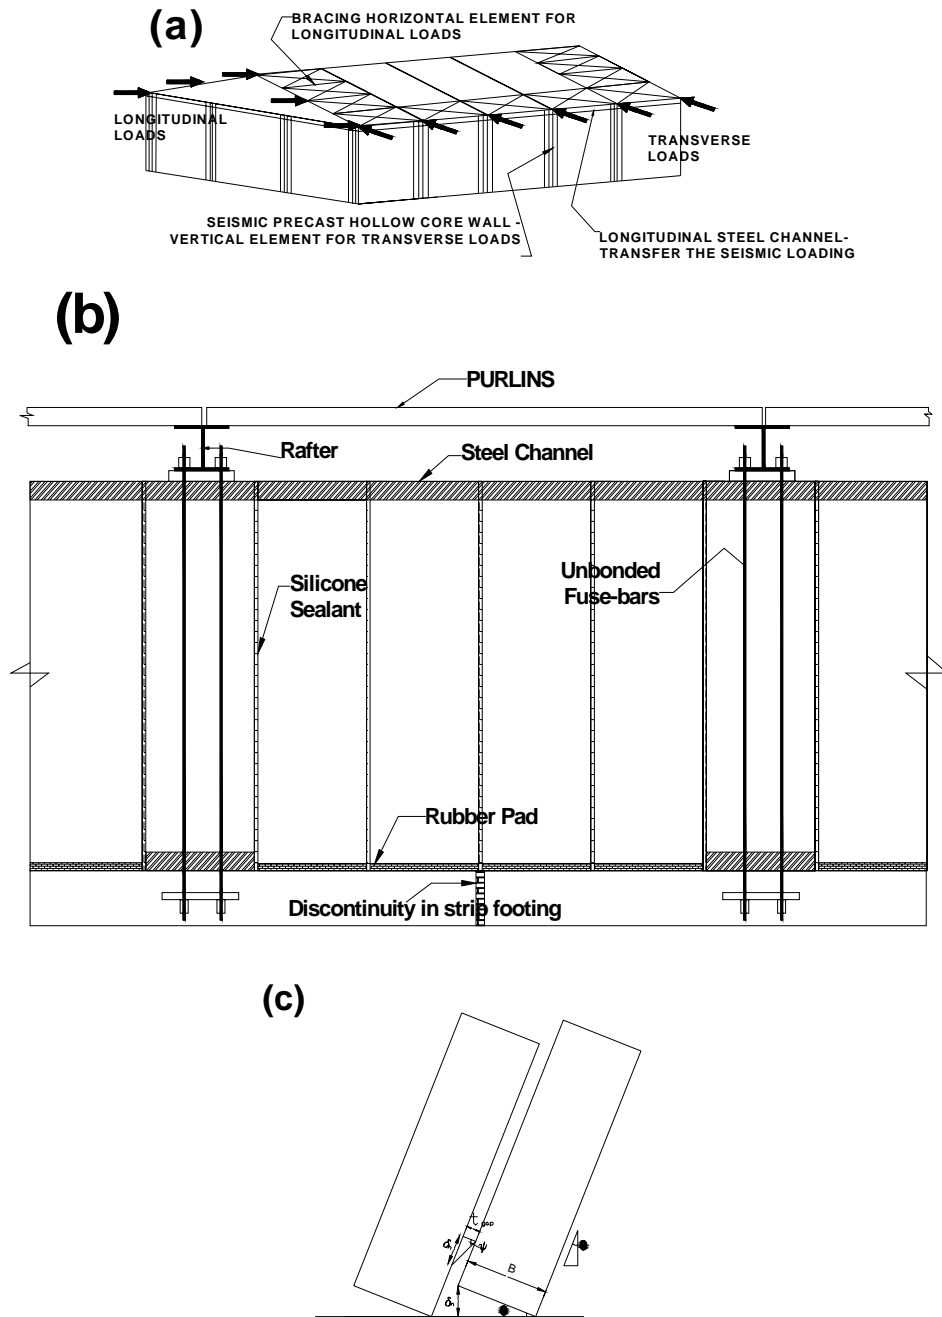 (a)
BRACING HORIZONTAL ELEMENT FOR
LONGITUDINAL LOADS
LONGITUDINAL
LOADS
TRANSVERSE
LOADS
SEISMIC PRECAST HOLLOW CORE WALL -
VERTICAL ELEMENT FOR TRANSVERSE LOADS
LONGITUDINAL STEEL CHANNEL-
TRANSFER THE SEISMIC LOADING
(b)
PURLINS
Rafter
Steel Channel
Silicone
Sealant
Unbonded
Fuse-bars
Rubber Pad
Discontinuity in strip footing
(c)
t gap
ψ
B